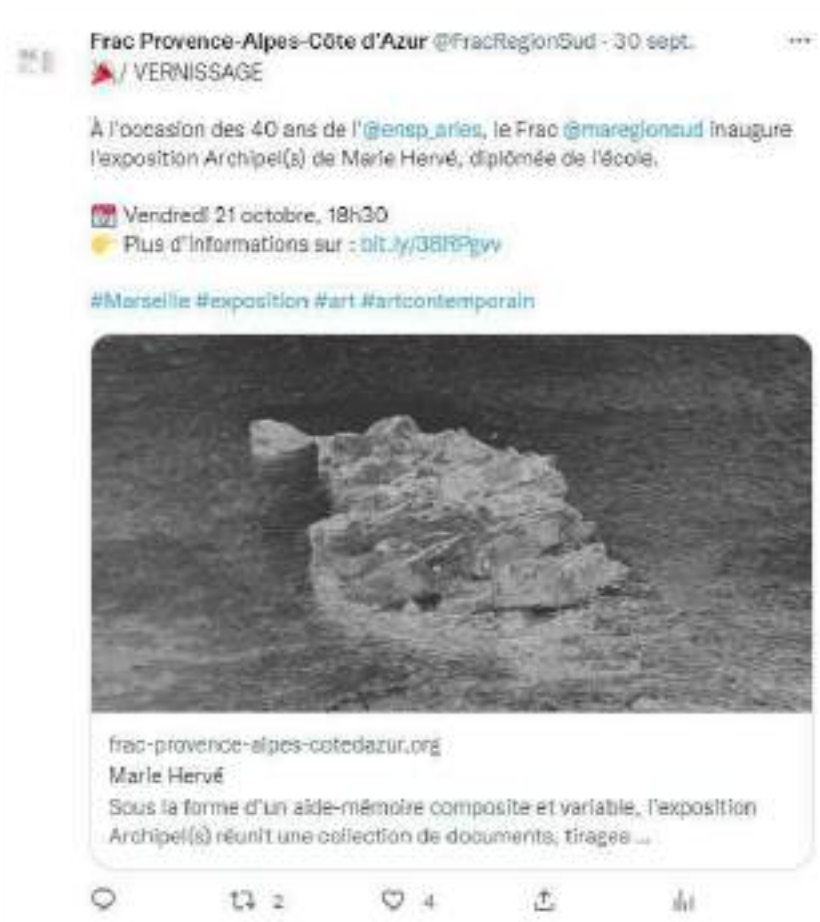 Frac Provence-Alpes-Côte d'Azur @FracRegionSud · 30 sept.
/ VERNISSAGE
À l'occasion des 40 ans de l'@ensp_arles, le Frac @maregionsud inaugure
l'exposition Archipel(s) de Marie Hervé, diplômée de l'école.
Vendredi 21 octobre, 18h30
Plus d'informations sur :
#Marseille #exposition #art #artcontemporain
frac-provence-alpes-cotedazur.org
Marie Hervé
Sous la forme d'un aide-mémoire composite et variable, l'exposition
Archipel(s) réunit une collection de documents, tirages ...
2 4